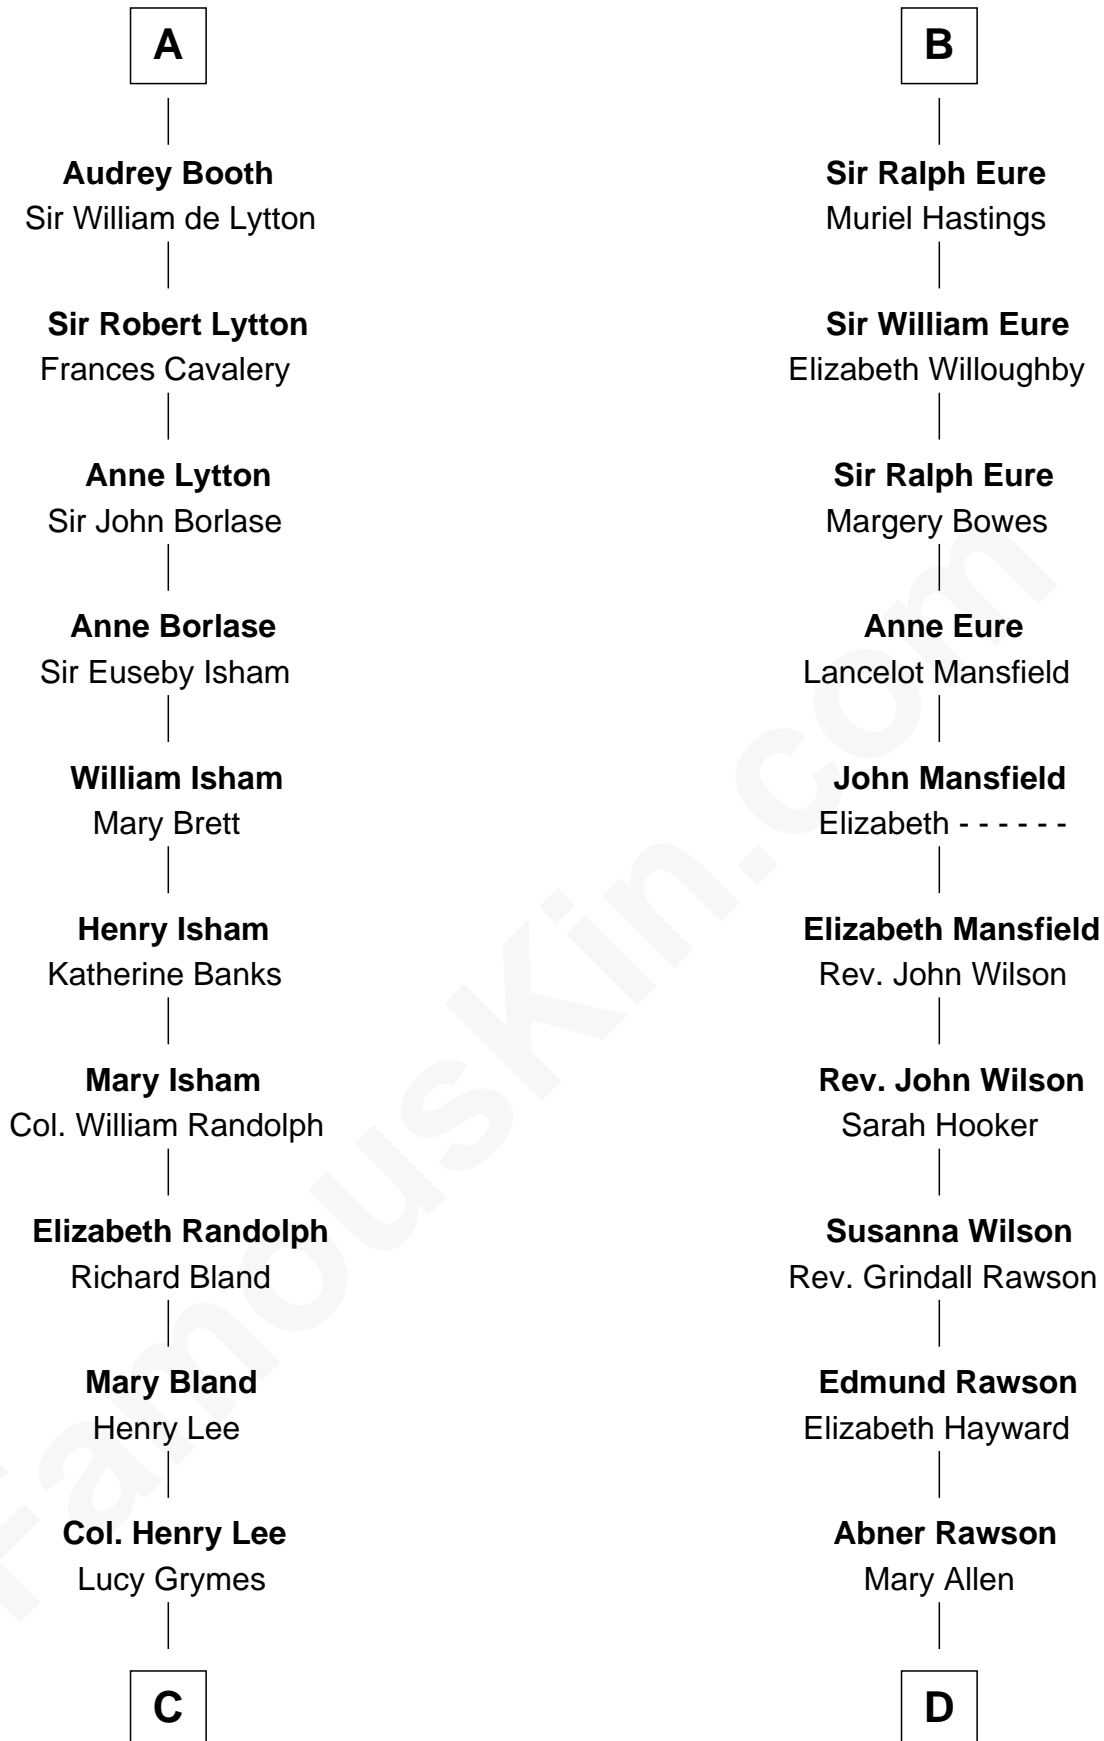 A
Audrey Booth
Sir William de Lytton
Sir Robert Lytton
Frances Cavalery
Anne Lytton
Sir John Borlase
Anne Borlase
Sir Euseby Isham
William Isham
Mary Brett
Henry Isham
Katherine Banks
Mary Isham
Col. William Randolph
Elizabeth Randolph
Richard Bland
Mary Bland
Henry Lee
Col. Henry Lee
Lucy Grymes
C
B
Sir Ralph Eure
Muriel Hastings
Sir William Eure
Elizabeth Willoughby
Sir Ralph Eure
Margery Bowes
Anne Eure
Lancelot Mansfield
John Mansfield
Elizabeth - - - - - -
Elizabeth Mansfield
Rev. John Wilson
Rev. John Wilson
Sarah Hooker
Susanna Wilson
Rev. Grindall Rawson
Edmund Rawson
Elizabeth Hayward
Abner Rawson
Mary Allen
D
FamousKin.com